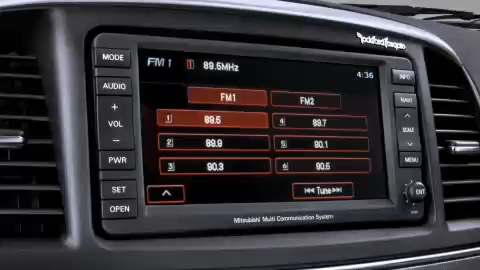 Rockford Fosgate
MODE
AUDIO
+
VOL
−
PWR
SET
OPEN
FM 1 1 89.5MHz 4:36
FM1 FM2
1 89.5 4 89.7
2 89.9 5 90.1
3 90.3 6 90.5
Tune
Mitsubishi Multi Communication System
INFO
NAVI
SCALE
MENU
ENT